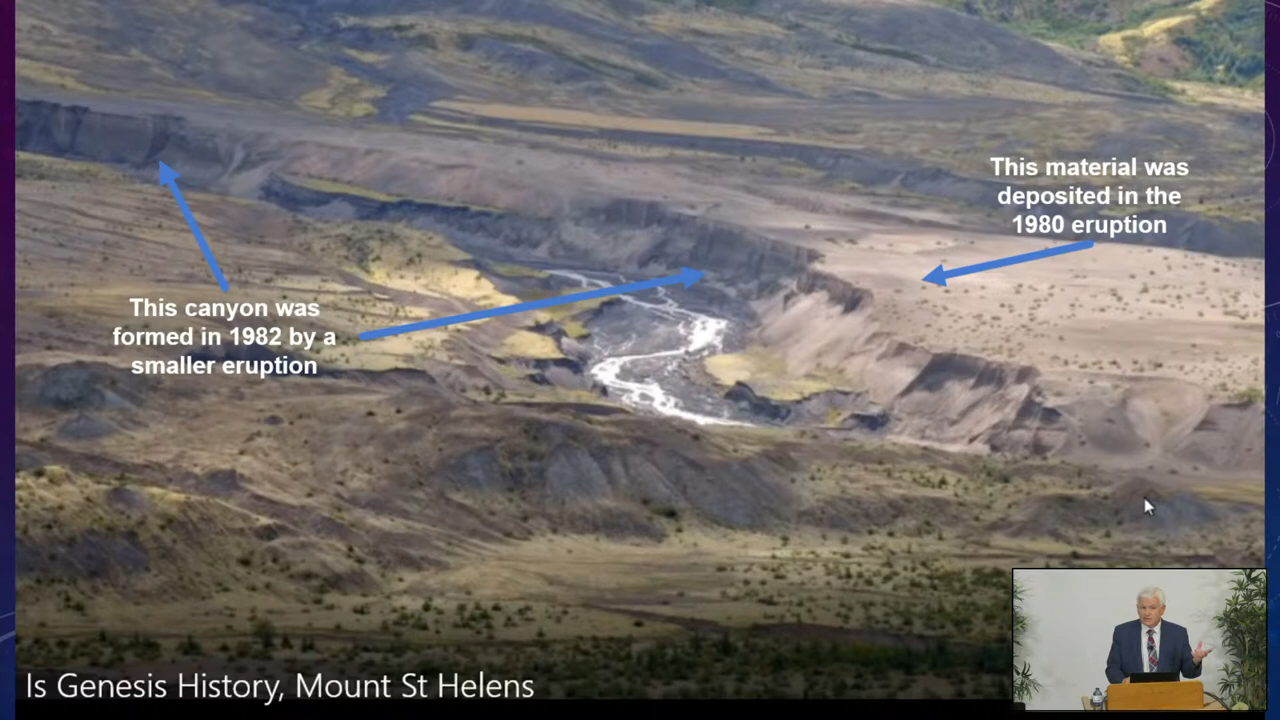 This material was
deposited in the
1980 eruption
This canyon was
formed in 1982 by a
smaller eruption
Is Genesis History, Mount St Helens